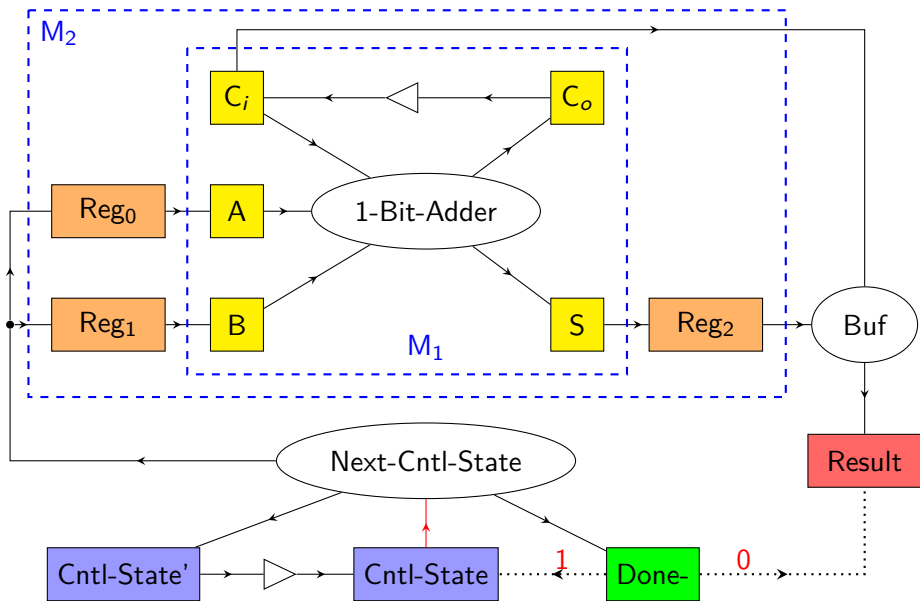 M₂
Cᵢ
Cₒ
Reg₀
A
1-Bit-Adder
Reg₁
B
S
Reg₂
Buf
M₁
Next-Cntl-State
Result
Cntl-State'
Cntl-State
1
Done-
0